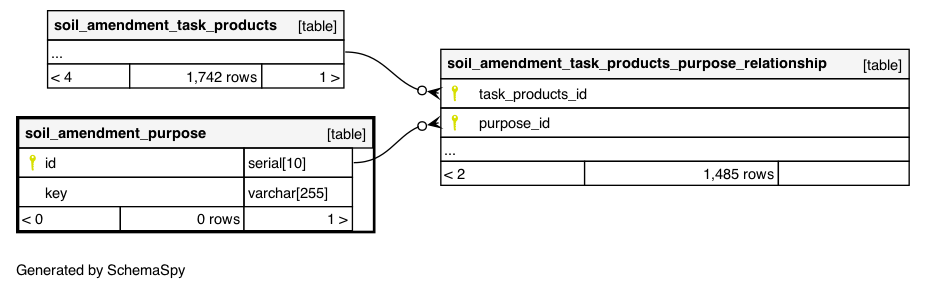 soil_amendment_task_products [table]
...
< 4 1,742 rows 1 >
soil_amendment_task_products_purpose_relationship [table]
task_products_id
purpose_id
...
< 2 1,485 rows
soil_amendment_purpose [table]
id serial[10]
key varchar[255]
< 0 0 rows 1 >
Generated by SchemaSpy